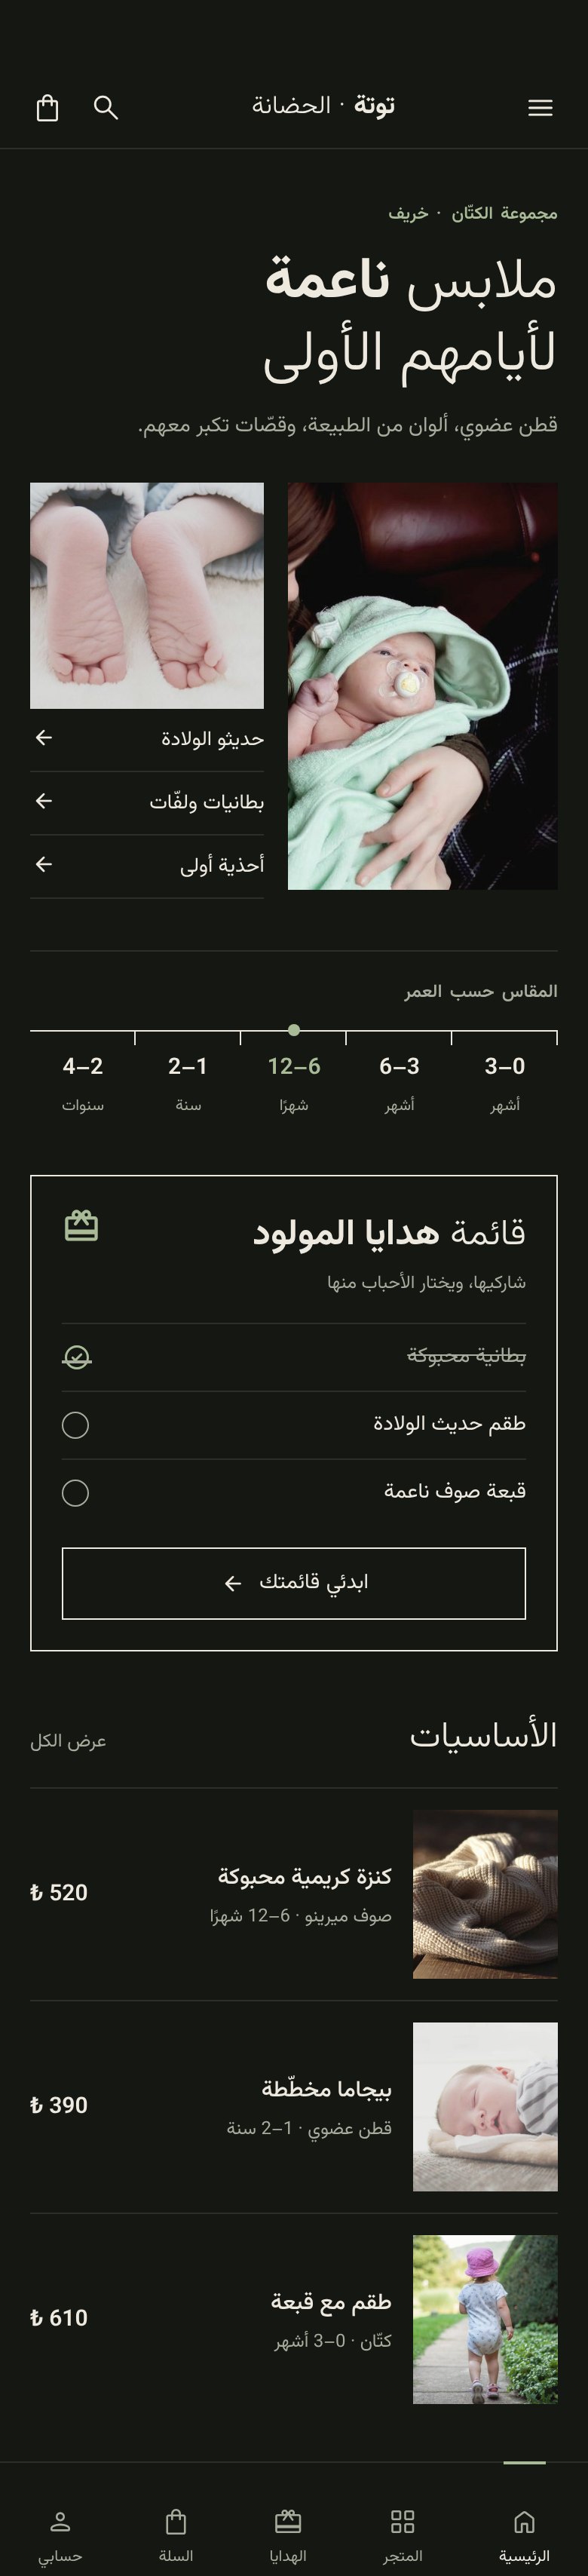 توتة · الحضانة
مجموعة الكتّان · خريف
ملابس ناعمة
لأيامهم الأولى
قطن عضوي، ألوان من الطبيعة، وقصّات تكبر معهم.
حديثو الولادة
بطانيات ولفّات
أحذية أولى
المقاس حسب العمر
0–3 3–6 6–12 1–2 2–4
أشهر أشهر شهرًا سنة سنوات
قائمة هدايا المولود
شاركيها، ويختار الأحباب منها
بطانية محبوكة
طقم حديث الولادة
قبعة صوف ناعمة
ابدئي قائمتك
الأساسيات
عرض الكل
كنزة كريمية محبوكة
صوف ميرينو · 6–12 شهرًا
520 ₺
بيجاما مخطّطة
قطن عضوي · 1–2 سنة
390 ₺
طقم مع قبعة
كتّان · 0–3 أشهر
610 ₺
الرئيسية المتجر الهدايا السلة حسابي